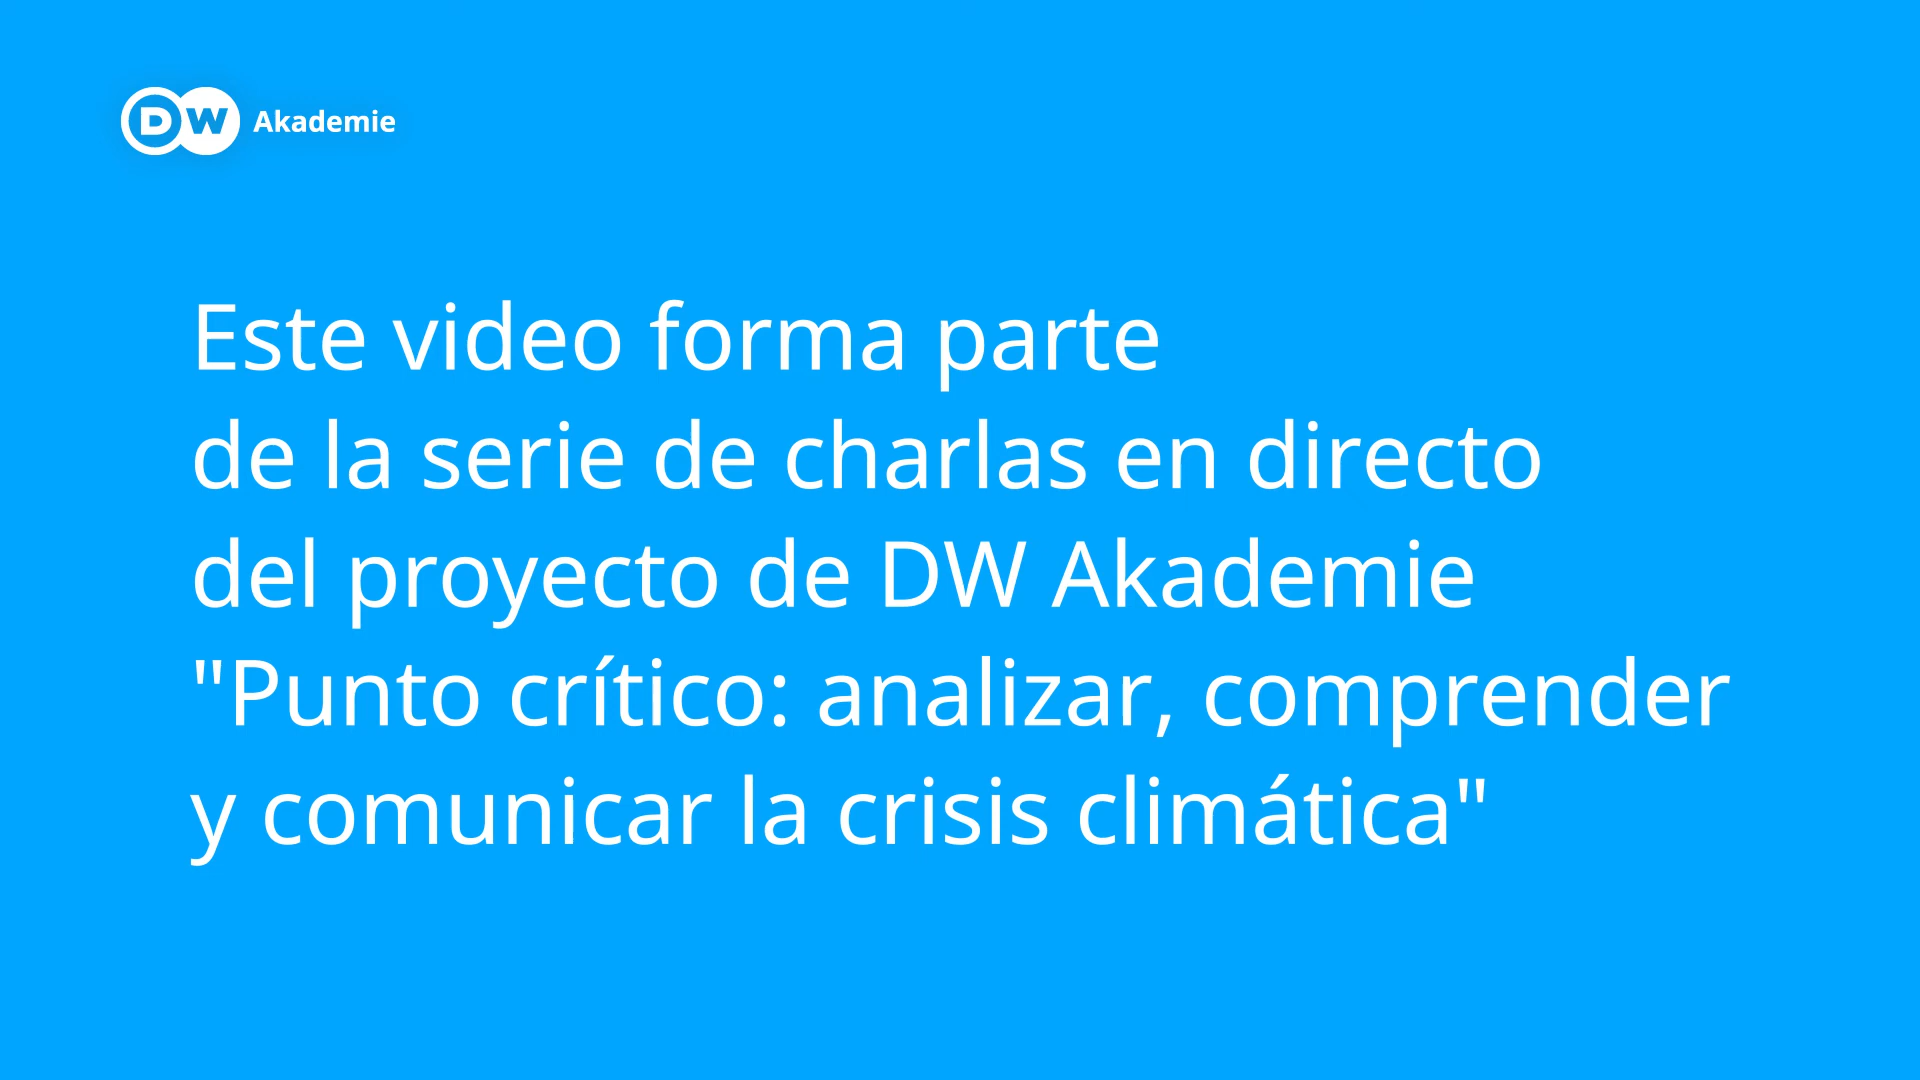 DW Akademie
Este video forma parte
de la serie de charlas en directo
del proyecto de DW Akademie
"Punto crítico: analizar, comprender
y comunicar la crisis climática"